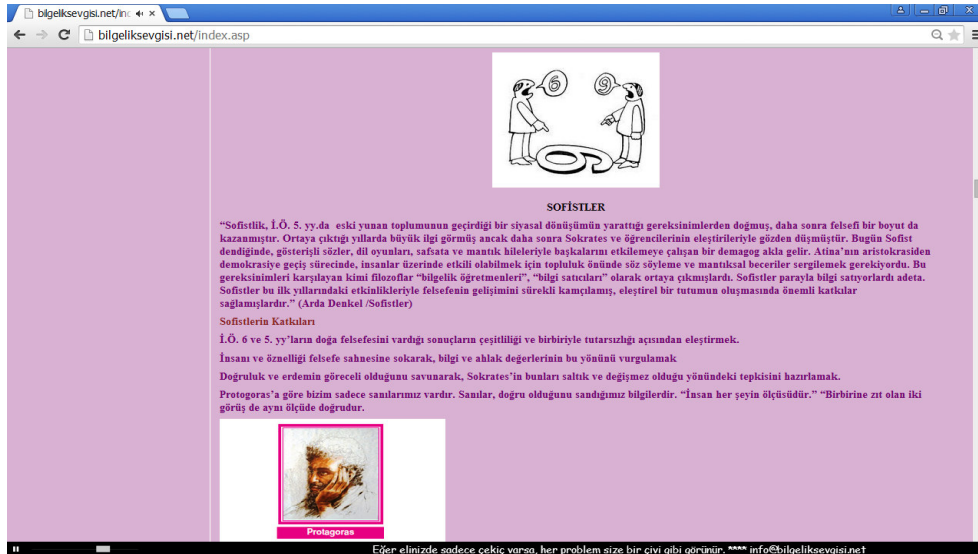 bilgeliksevgisi.net/inc
bilgeliksevgisi.net/index.asp
6
9
SOFİSTLER
“Sofistlik, İ.Ö. 5. yy.da eski yunan toplumunun geçirdiği bir siyasal dönüşümün yarattığı gereksinimlerden doğmuş, daha sonra felsefi bir boyut da
kazanmıştır. Ortaya çıktığı yıllarda büyük ilgi görmüş ancak daha sonra Sokrates ve öğrencilerinin eleştirileriyle gözden düşmüştür. Bugün Sofist
dendiğinde, gösterişli sözler, dil oyunları, safsata ve mantık hileleriyle başkalarını etkilemeye çalışan bir demagog akla gelir. Atina’nın aristokrasiden
demokrasiye geçiş sürecinde, insanlar üzerinde etkili olabilmek için topluluk önünde söz söyleme ve mantıksal beceriler sergilemek gerekiyordu. Bu
gereksinimleri karşılayan kimi filozoflar “bilgelik öğretmenleri”, “bilgi satıcıları” olarak ortaya çıkmışlardı. Sofistler parayla bilgi satıyorlardı adeta.
Sofistler bu ilk yıllarındaki etkinlikleriyle felsefenin gelişimini sürekli kamçılamış, eleştirel bir tutumun oluşmasında önemli katkılar
sağlamışlardır.” (Arda Denkel /Sofistler)
Sofistlerin Katkıları
İ.Ö. 6 ve 5. yy’ların doğa felsefesini vardığı sonuçların çeşitliliği ve birbiriyle tutarsızlığı açısından eleştirmek.
İnsanı ve öznelliği felsefe sahnesine sokarak, bilgi ve ahlak değerlerinin bu yönünü vurgulamak
Doğruluk ve erdemin göreceli olduğunu savunarak, Sokrates’in bunları saltık ve değişmez olduğu yönündeki tepkisini hazırlamak.
Protogoras’a göre bizim sadece sanılarımız vardır. Sanılar, doğru olduğunu sandığımız bilgilerdir. “İnsan her şeyin ölçüsüdür.” “Birbirine zıt olan iki
görüş de aynı ölçüde doğrudur.
Protagoras
Eğer elinizde sadece çekiç varsa, her problem size bir çivi gibi görünür. **** info@bilgeliksevgisi.net